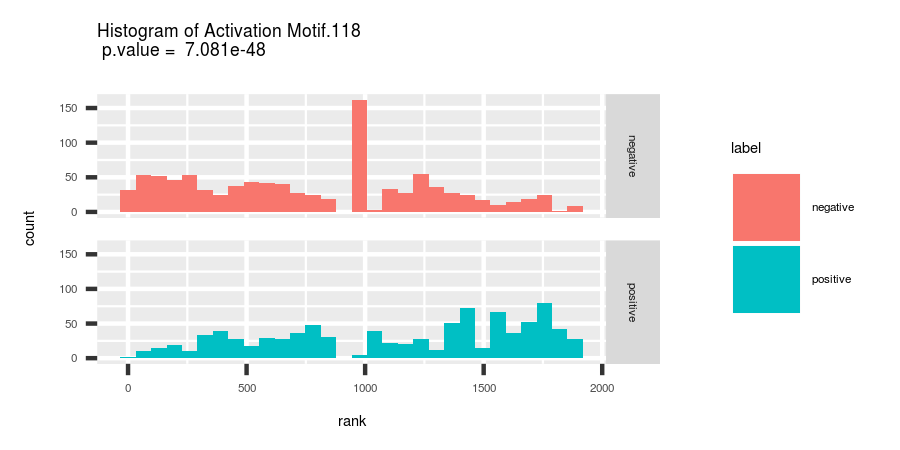 Histogram of Activation Motif.118
p.value = 7.081e-48
150
100
50
0
negative
150
100
50
0
positive
0 500 1000 1500 2000
rank
count
label
negative
positive